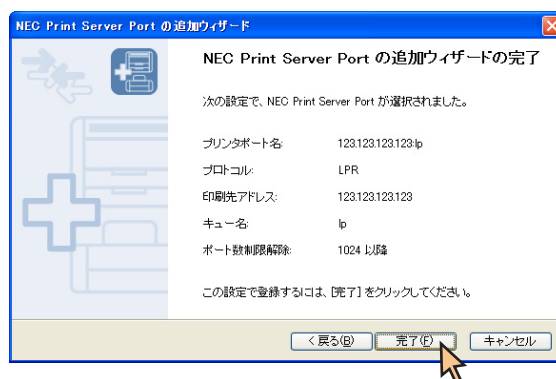 NEC Print Server Port の追加ウィザード
NEC Print Server Port の追加ウィザードの完了
次の設定で、NEC Print Server Port が選択されました。
プリンタポート名: 123.123.123.123:lp
プロトコル: LPR
印刷先アドレス: 123.123.123.123
キュー名: lp
ポート数制限解除: 1024 以降
この設定で登録するには、[完了] をクリックしてください。
< 戻る(B) 完了(F) キャンセル